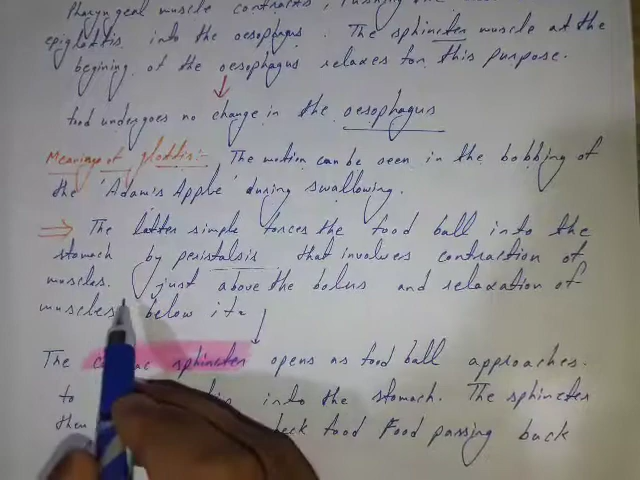 Pharyngeal muscle contracts, pushing
epiglottis into the oesophagus. The sphincter muscle at the
begining of the oesophagus relaxes for this purpose.
food undergoes no change in the oesophagus
Meaning of glottis:- The motion can be seen in the bobbing of
the 'Adam's Apple' during swallowing.
⇒ The latter simple forces the food ball into the
stomach by peristalsis that involves contraction of
muscles. just above the bolus and relaxation of
muscles below it.
The sphincter opens as food ball approaches.
to into the stomach. The sphincter
then back food Food passing back